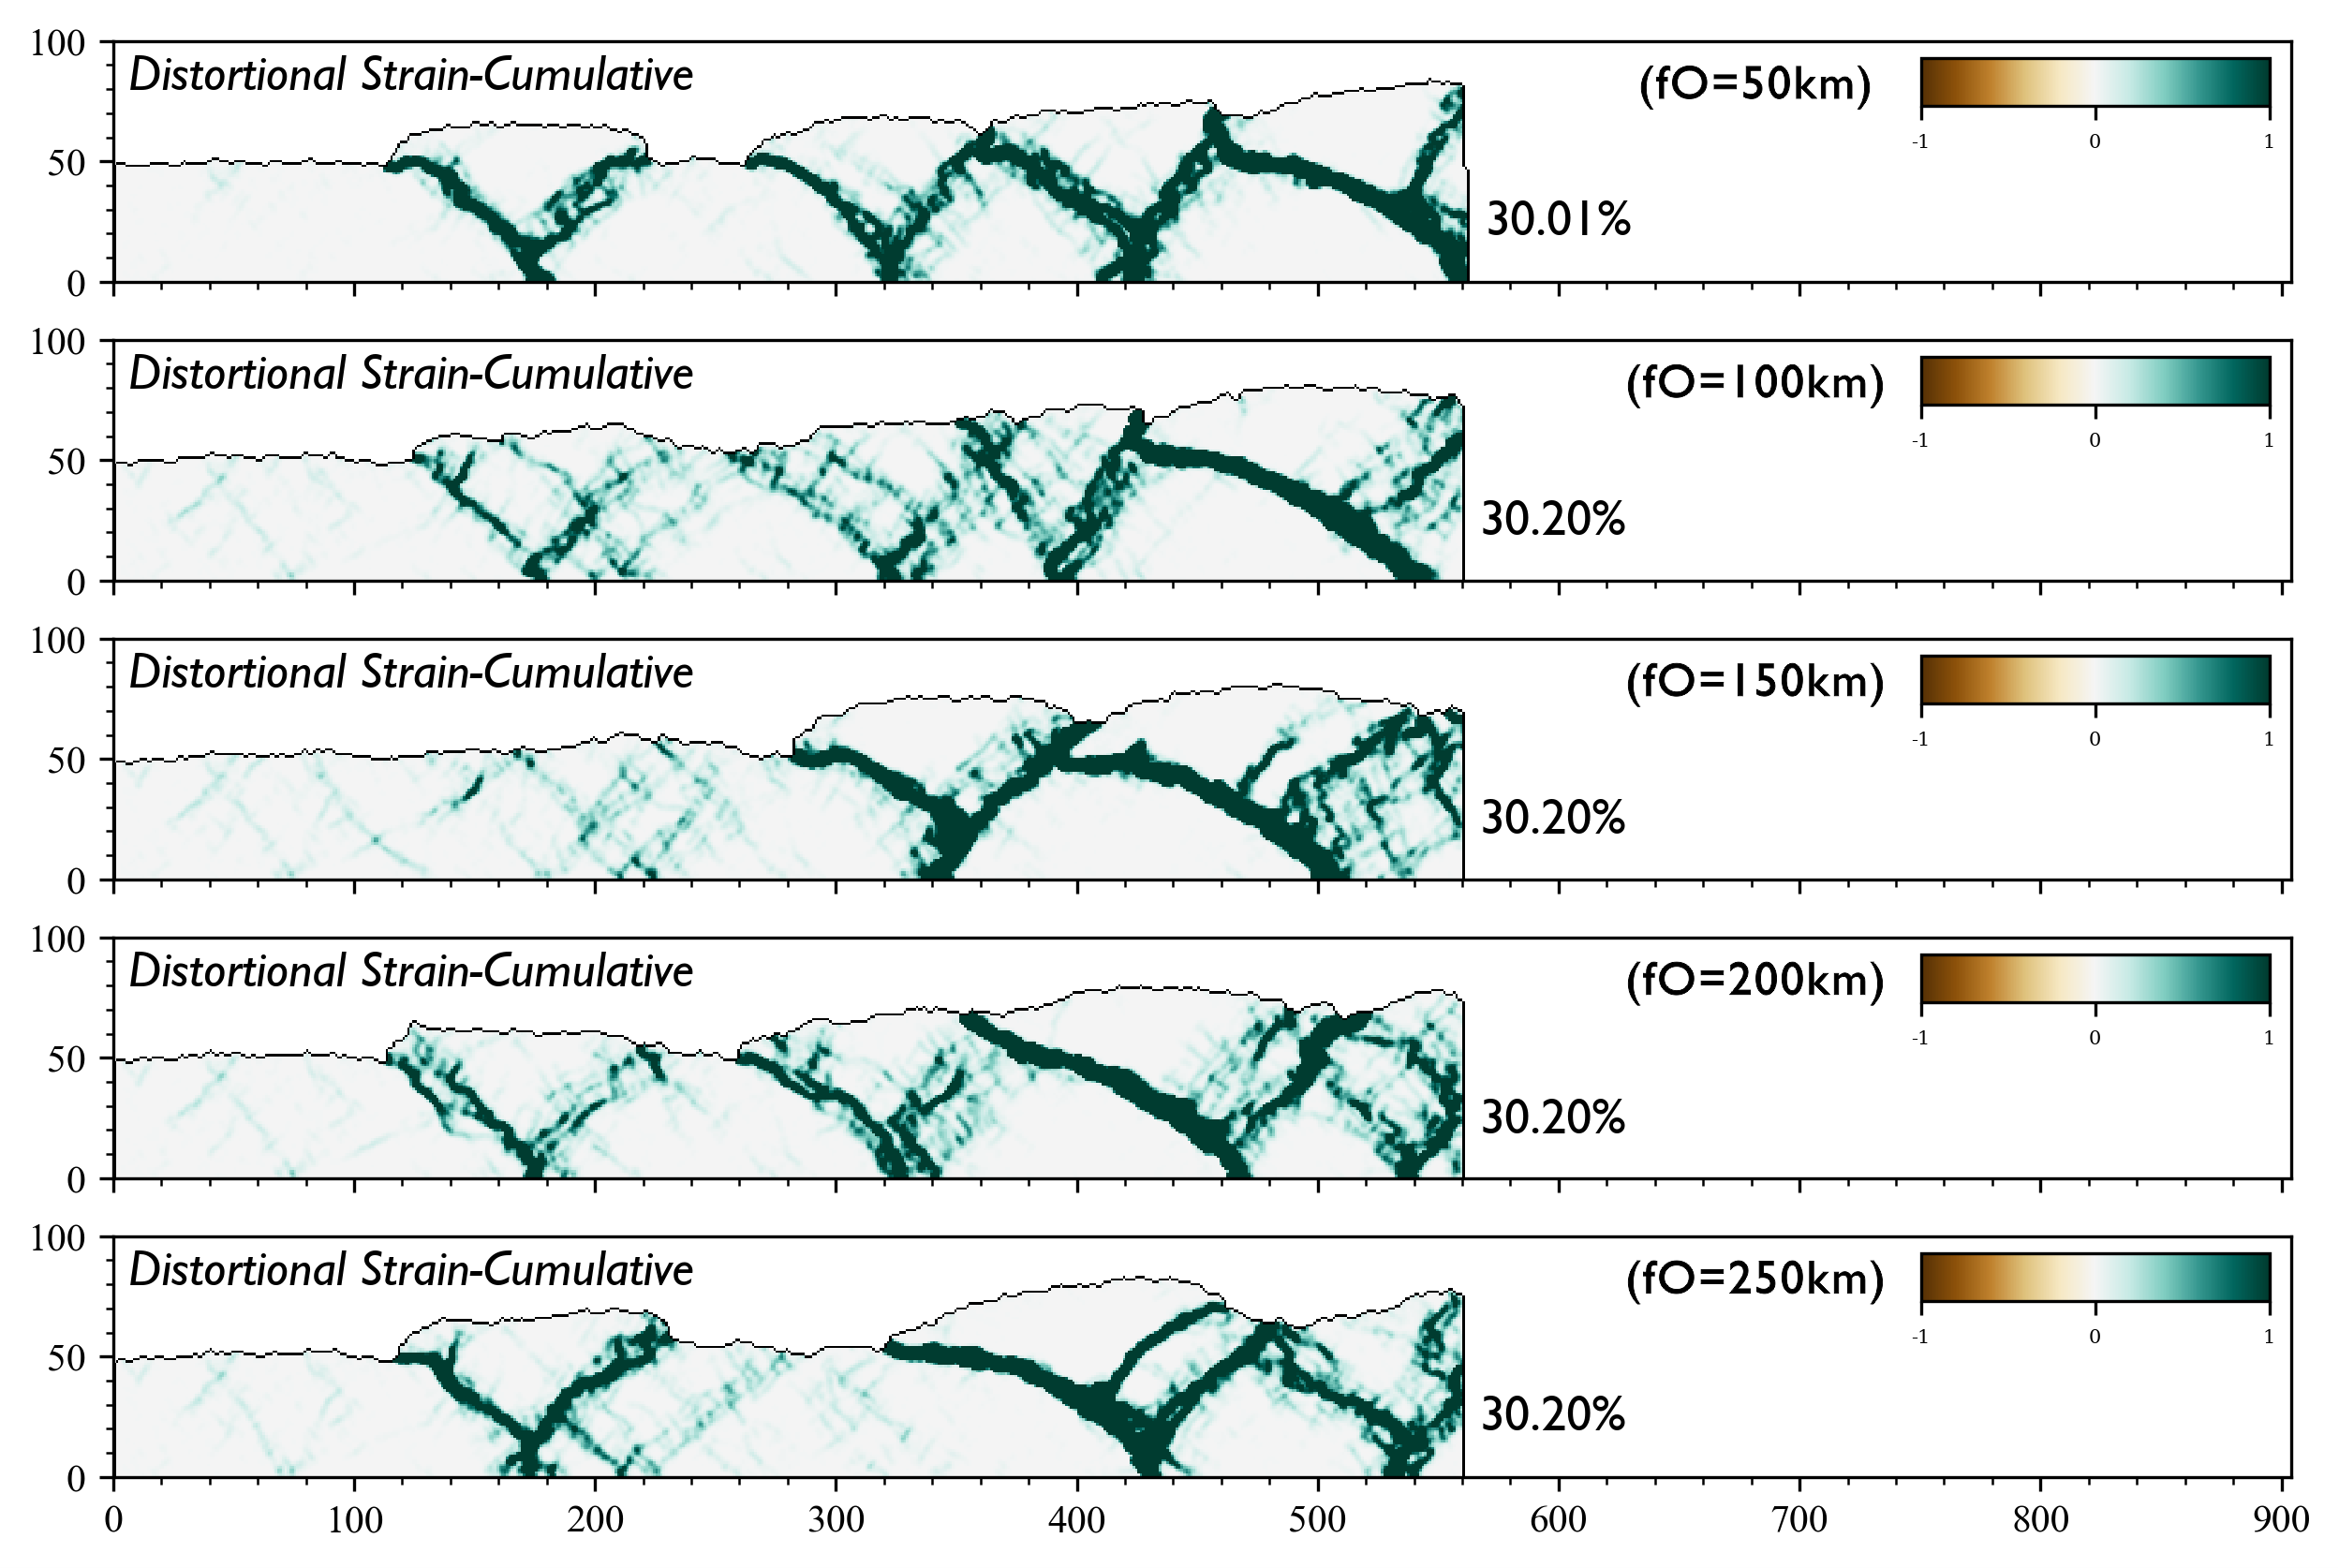 100
Distortional Strain-Cumulative
(fO=50km)
-1 0 1
50
30.01%
0
100
Distortional Strain-Cumulative
(fO=100km)
-1 0 1
50
30.20%
0
100
Distortional Strain-Cumulative
(fO=150km)
-1 0 1
50
30.20%
0
100
Distortional Strain-Cumulative
(fO=200km)
-1 0 1
50
30.20%
0
100
Distortional Strain-Cumulative
(fO=250km)
-1 0 1
50
30.20%
0
0 100 200 300 400 500 600 700 800 900